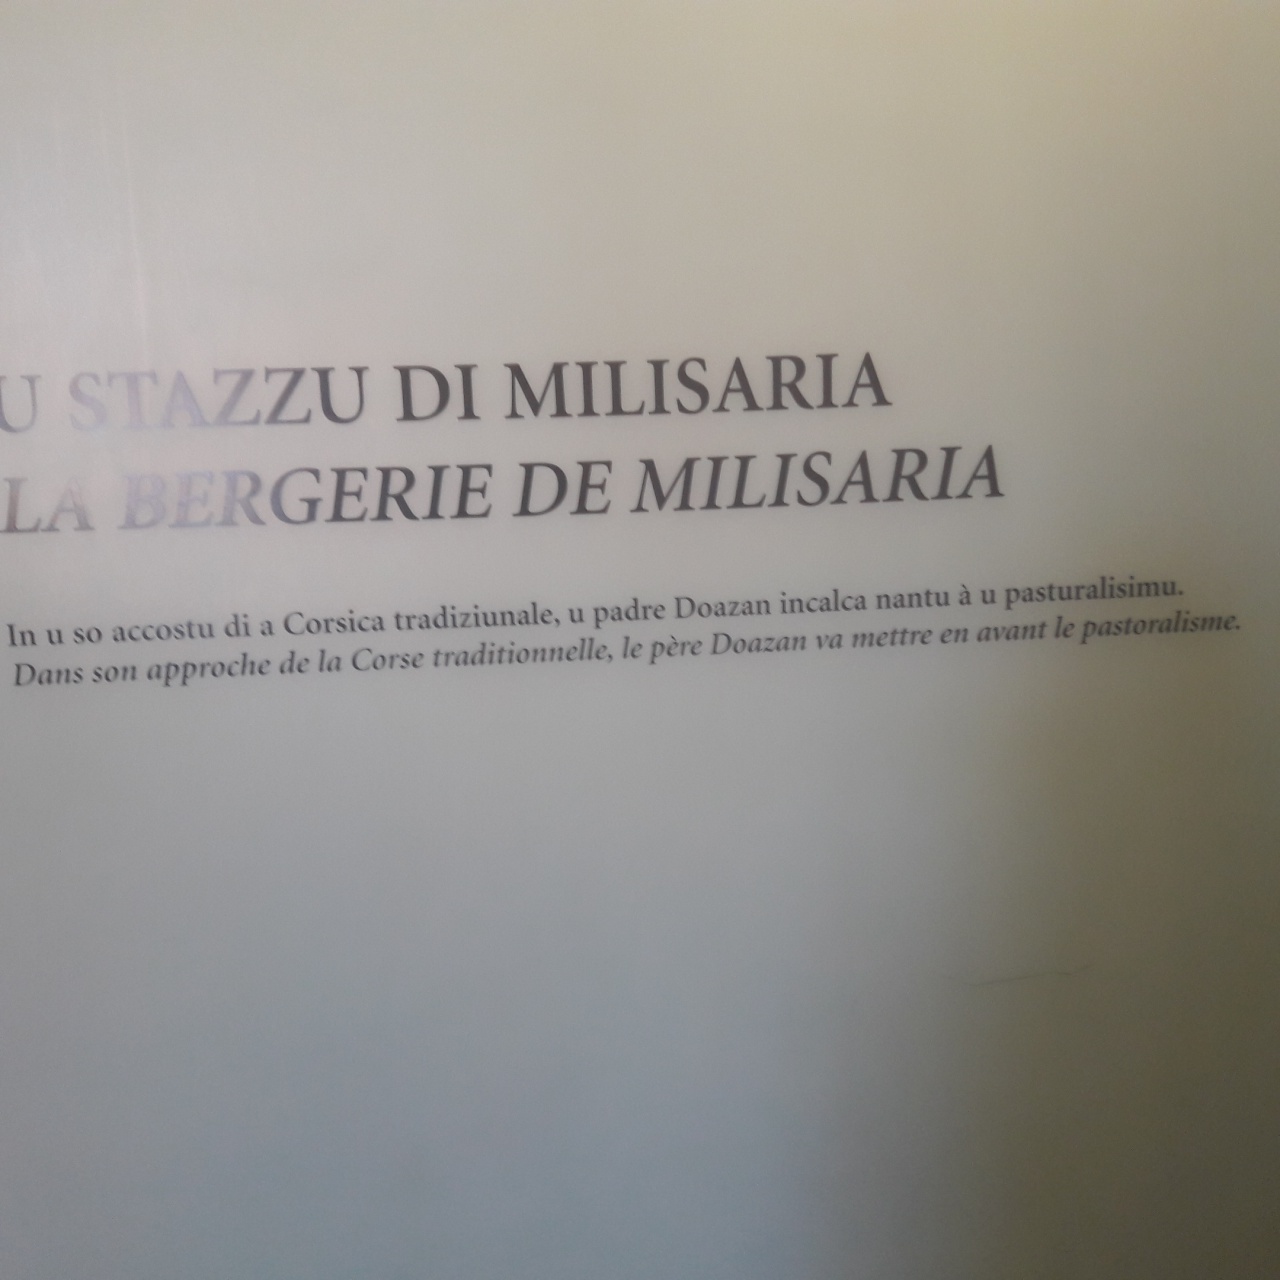 U STAZZU DI MILISARIA
LA BERGERIE DE MILISARIA
In u so accostu di a Corsica tradiziunale, u padre Doazan incalca nantu à u pasturalisimu.
Dans son approche de la Corse traditionnelle, le père Doazan va mettre en avant le pastoralisme.